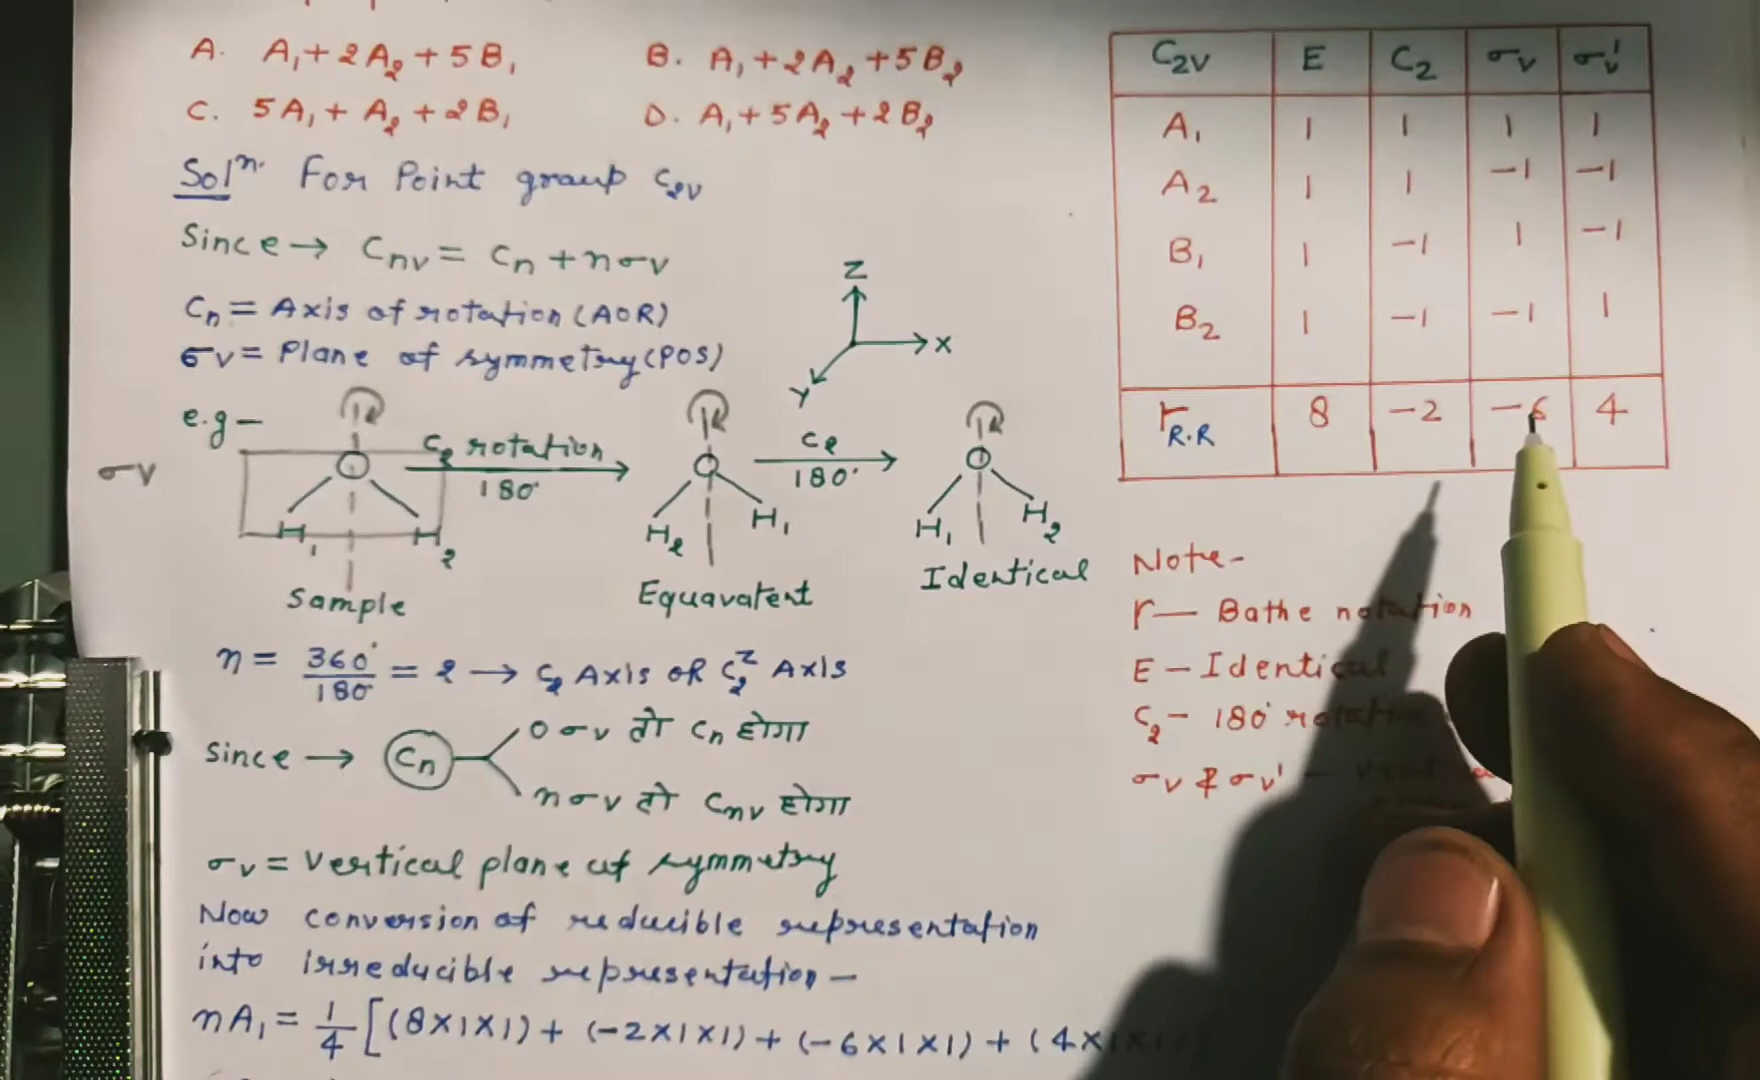 A. A₁ + 2A₂ + 5B₁
B. A₁ + 2A₂ + 5B₂
C. 5A₁ + A₂ + 2B₁
D. A₁ + 5A₂ + 2B₂
Solⁿ. For Point group C₂v
Since → Cnv = Cn + nσv
Cn = Axis of rotation (AOR)
σv = Plane of symmetry (POS)
Z
X
Y
e.g —
σv
O
H₁
H₂
Sample
C₂ rotation
180°
O
H₂
H₁
Equavatent
C₂
180°
O
H₁
H₂
Identical
η = 360°/180° = 2 → C₂ Axis OR C₂ᶻ Axis
Since → Cn
0 σv तो Cn होगा
nσv तो Cnv होगा
σv = Vertical plane of symmetry
Now conversion of reducible representation
into irreducible representation —
nA₁ = 1/4 [(8×1×1) + (-2×1×1) + (-6×1×1) + (4×1×1)
C₂v E C₂ σv σv'
A₁ 1 1 1 1
A₂ 1 1 -1 -1
B₁ 1 -1 1 -1
B₂ 1 -1 -1 1
Γ R.R 8 -2 -6 4
Note-
Γ — Bathe notation
E — Identical
C₂ — 180°
σv & σv' —